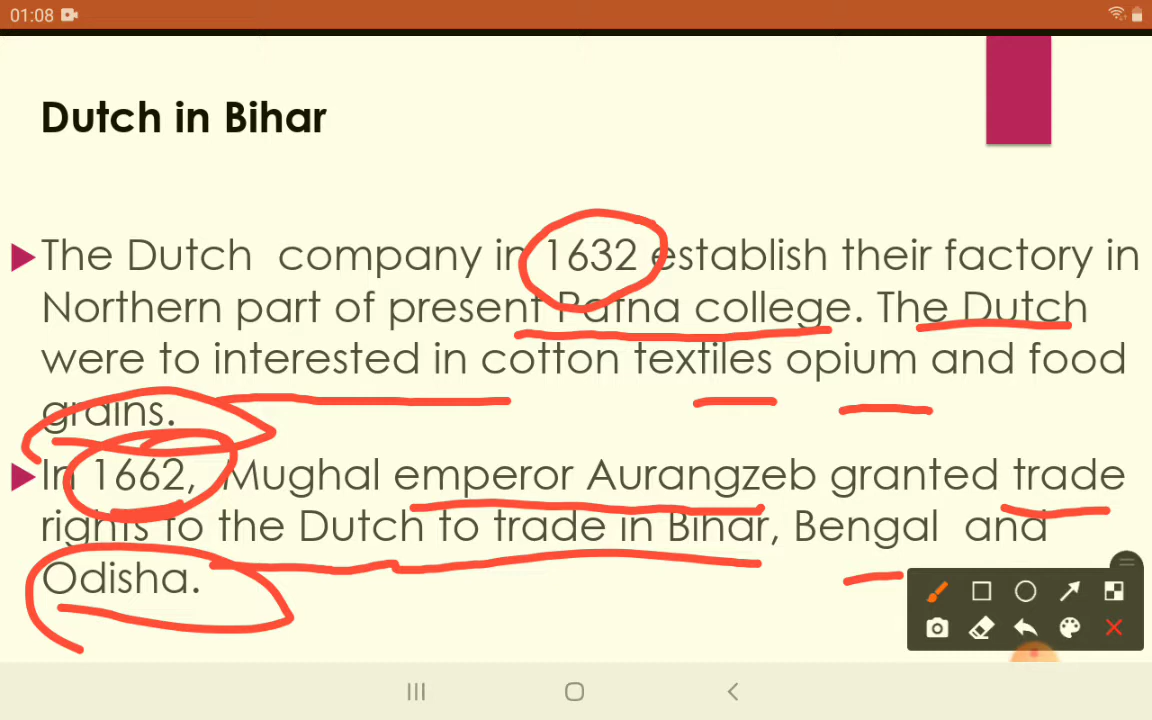 01:08
Dutch in Bihar
The Dutch company in 1632 establish their factory in
Northern part of present Patna college. The Dutch
were to interested in cotton textiles opium and food
grains.
In 1662, Mughal emperor Aurangzeb granted trade
rights to the Dutch to trade in Bihar, Bengal and
Odisha.